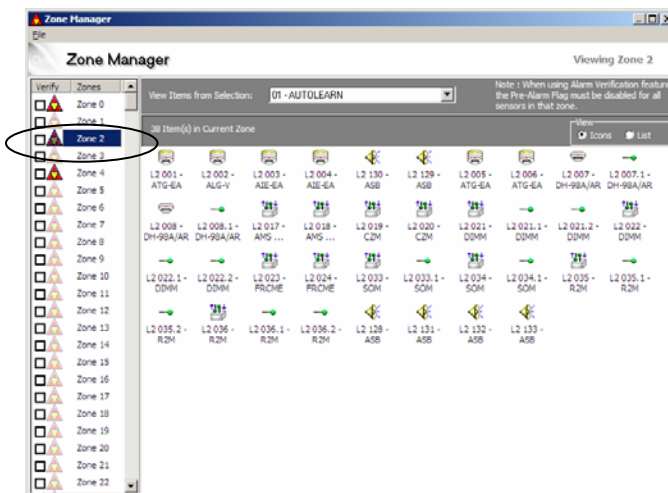 Zone Manager
File
Zone Manager
Viewing Zone 2
Verify Zones
View Items from Selection: 01 - AUTOLEARN
Note : When using Alarm Verification feature
the Pre-Alarm Flag must be disabled for all
sensors in that zone.
38 Item(s) in Current Zone
View
Icons List
Zone 0
Zone 1
Zone 2
Zone 3
Zone 4
Zone 5
Zone 6
Zone 7
Zone 8
Zone 9
Zone 10
Zone 11
Zone 12
Zone 13
Zone 14
Zone 15
Zone 16
Zone 17
Zone 18
Zone 19
Zone 20
Zone 21
Zone 22
L2 001 - L2 002 - L2 003 - L2 004 - L2 130 - L2 129 - L2 005 - L2 006 - L2 007 - L2 007.1 -
ATG-EA ALG-V AIE-EA AIE-EA ASB ASB ATG-EA ATG-EA DH-98A/AR DH-98A/AR
L2 008 - L2 008.1 - L2 017 - L2 018 - L2 019 - L2 020 - L2 021 - L2 021.1 - L2 021.2 - L2 022 -
DH-98A/AR DH-98A/AR AMS ... AMS ... CZM CZM DIMM DIMM DIMM DIMM
L2 022.1 - L2 022.2 - L2 023 - L2 024 - L2 033 - L2 033.1 - L2 034 - L2 034.1 - L2 035 - L2 035.1 -
DIMM DIMM FRCME FRCME SOM SOM SOM SOM R2M R2M
L2 035.2 - L2 036 - L2 036.1 - L2 036.2 - L2 128 - L2 131 - L2 132 - L2 133 -
R2M R2M R2M R2M ASB ASB ASB ASB